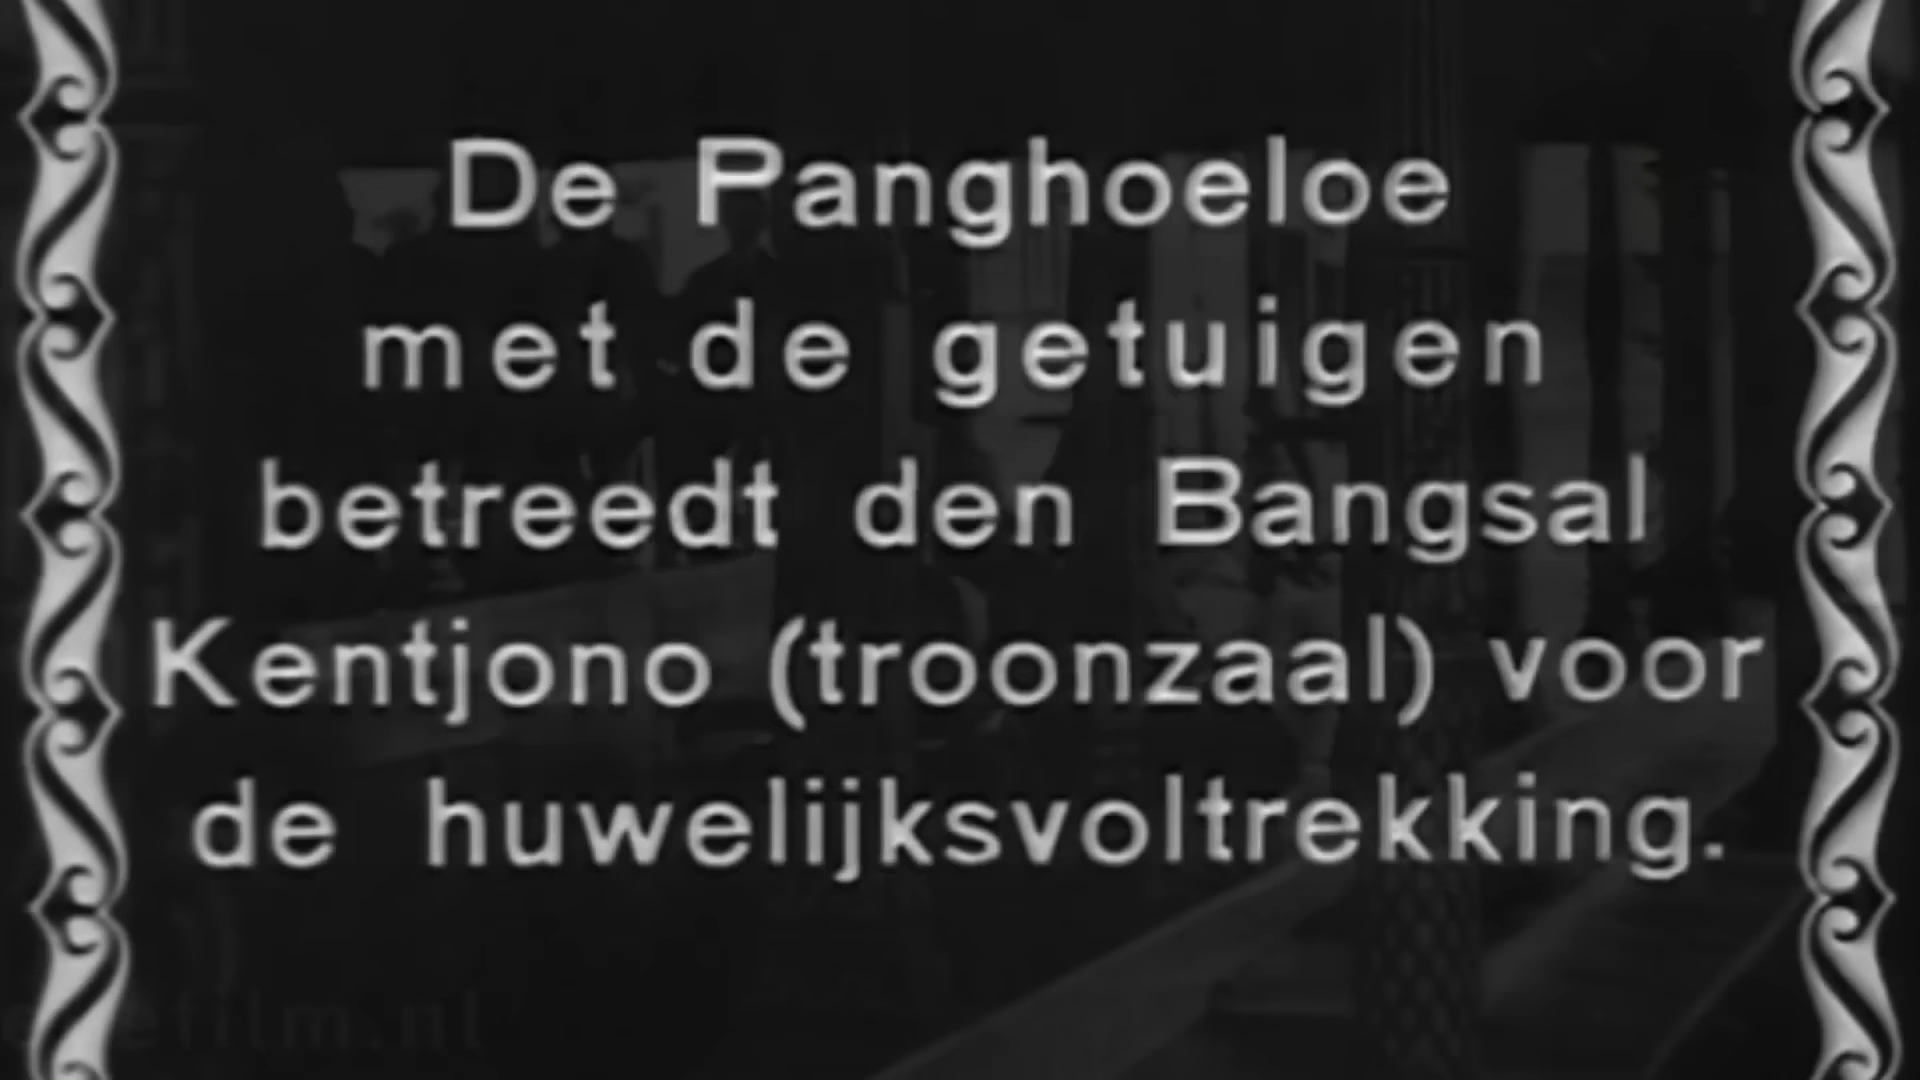 De Panghoeloe
met de getuigen
betreedt den Bangsal
Kentjono (troonzaal) voor
de huwelijksvoltrekking.